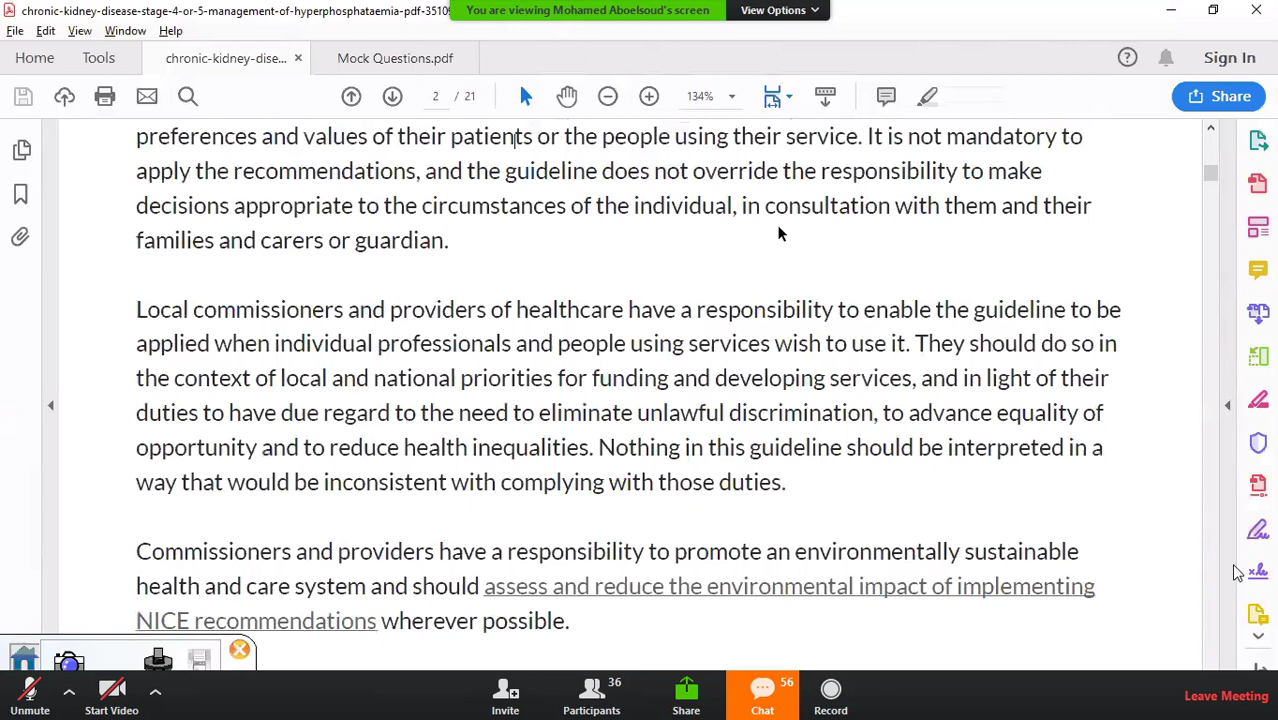 chronic-kidney-disease-stage-4-or-5-management-of-hyperphosphataemia-pdf-3510
You are viewing Mohamed Aboelsoud's screen
View Options
File Edit View Window Help
Home Tools chronic-kidney-dise... Mock Questions.pdf Sign In
2 / 21 134% Share
preferences and values of their patients or the people using their service. It is not mandatory to
apply the recommendations, and the guideline does not override the responsibility to make
decisions appropriate to the circumstances of the individual, in consultation with them and their
families and carers or guardian.
Local commissioners and providers of healthcare have a responsibility to enable the guideline to be
applied when individual professionals and people using services wish to use it. They should do so in
the context of local and national priorities for funding and developing services, and in light of their
duties to have due regard to the need to eliminate unlawful discrimination, to advance equality of
opportunity and to reduce health inequalities. Nothing in this guideline should be interpreted in a
way that would be inconsistent with complying with those duties.
Commissioners and providers have a responsibility to promote an environmentally sustainable
health and care system and should assess and reduce the environmental impact of implementing
NICE recommendations wherever possible.
36 56
Unmute Start Video Invite Participants Share Chat Record Leave Meeting